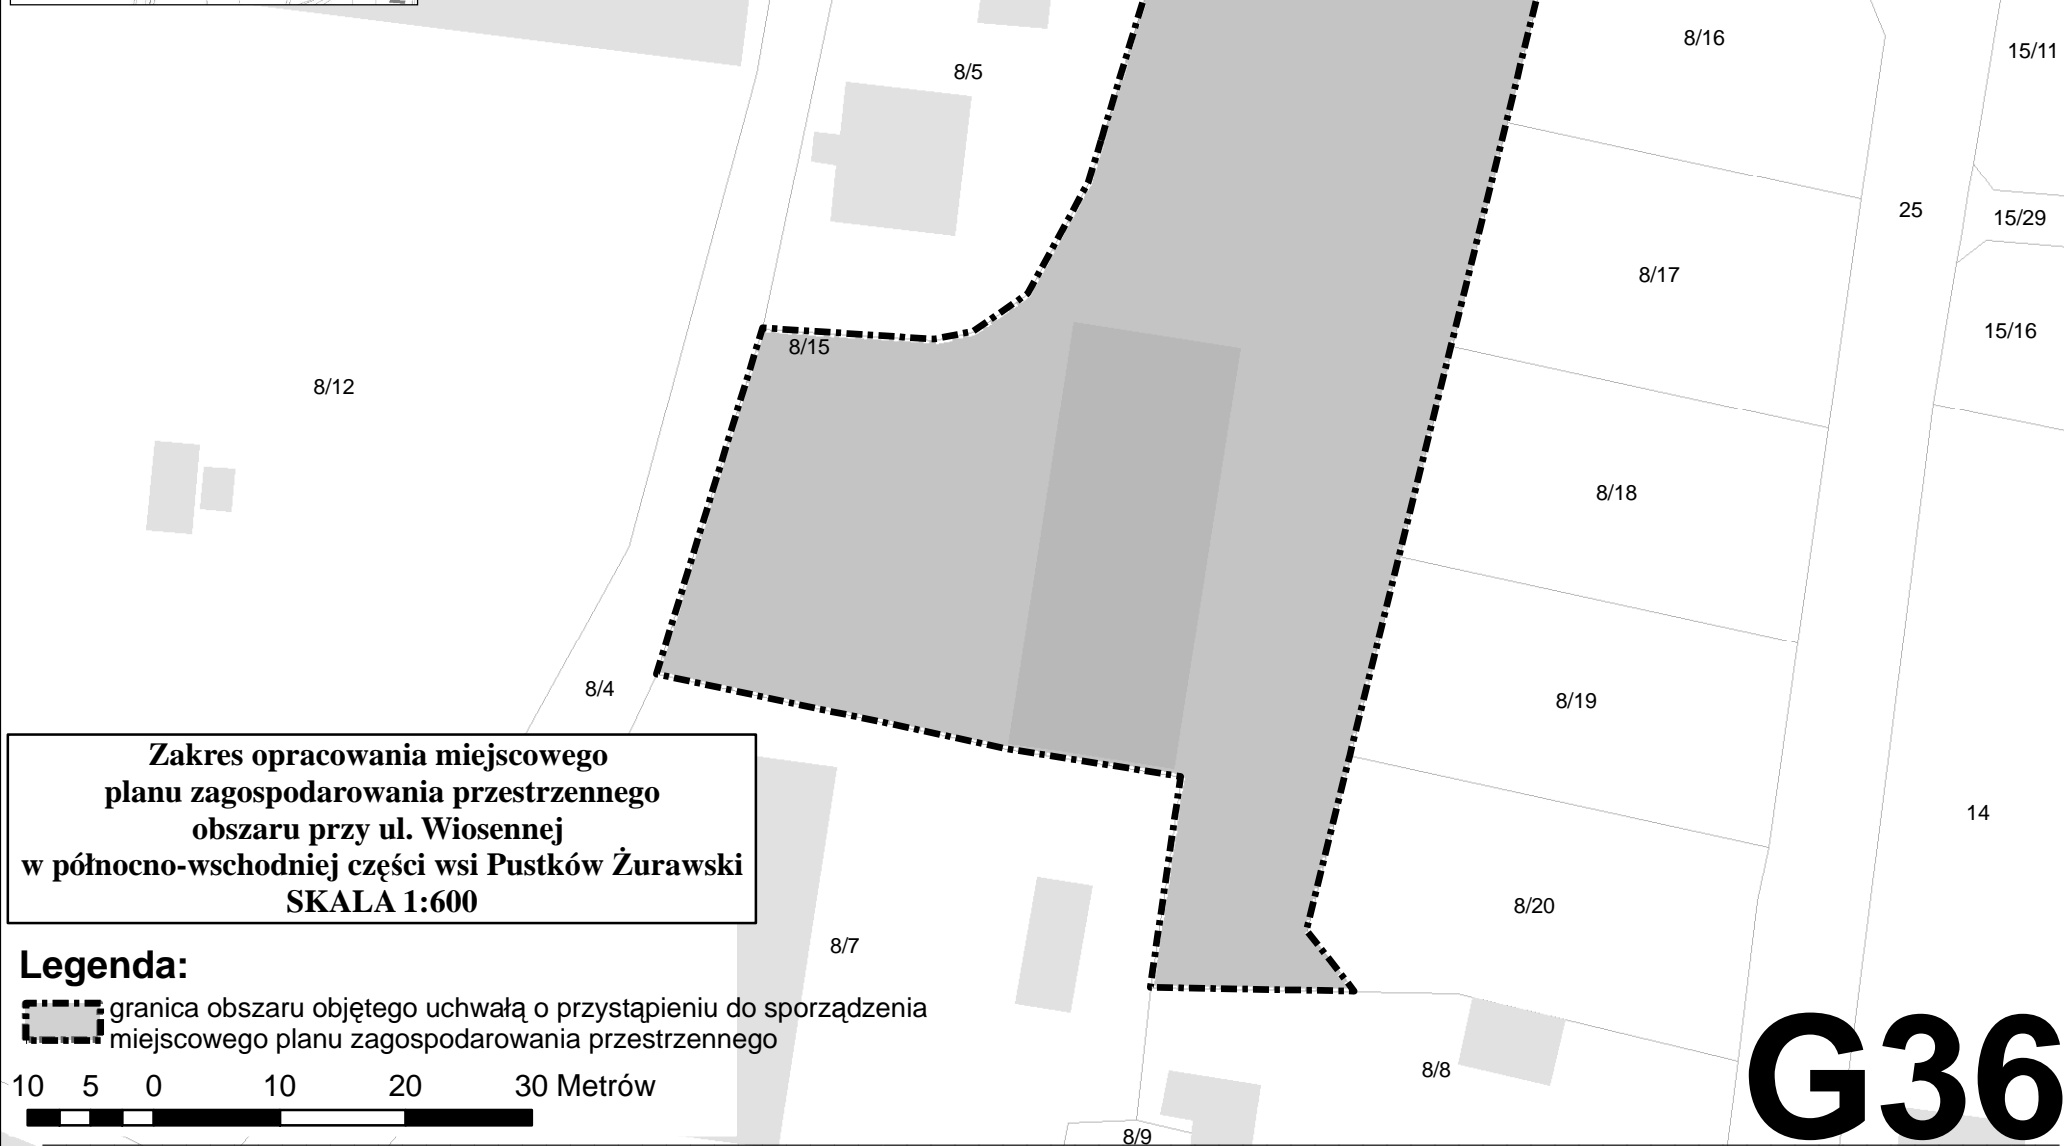 8/16
15/11
8/5
25
15/29
8/17
15/16
8/15
8/12
8/18
8/4
8/19
Zakres opracowania miejscowego
planu zagospodarowania przestrzennego
obszaru przy ul. Wiosennej
w północno-wschodniej części wsi Pustków Żurawski
SKALA 1:600
14
8/20
8/7
Legenda:
granica obszaru objętego uchwałą o przystąpieniu do sporządzenia
miejscowego planu zagospodarowania przestrzennego
G36
8/8
10 5 0 10 20 30 Metrów
8/9